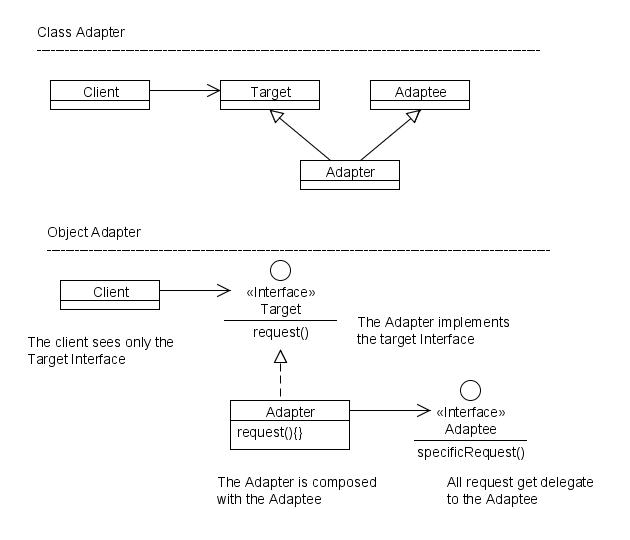 Class Adapter
Client
Target
Adaptee
Adapter
Object Adapter
Client
«Interface»
Target
request()
The client sees only the
Target Interface
The Adapter implements
the target Interface
Adapter
request(){}
«Interface»
Adaptee
specificRequest()
The Adapter is composed
with the Adaptee
All request get delegate
to the Adaptee